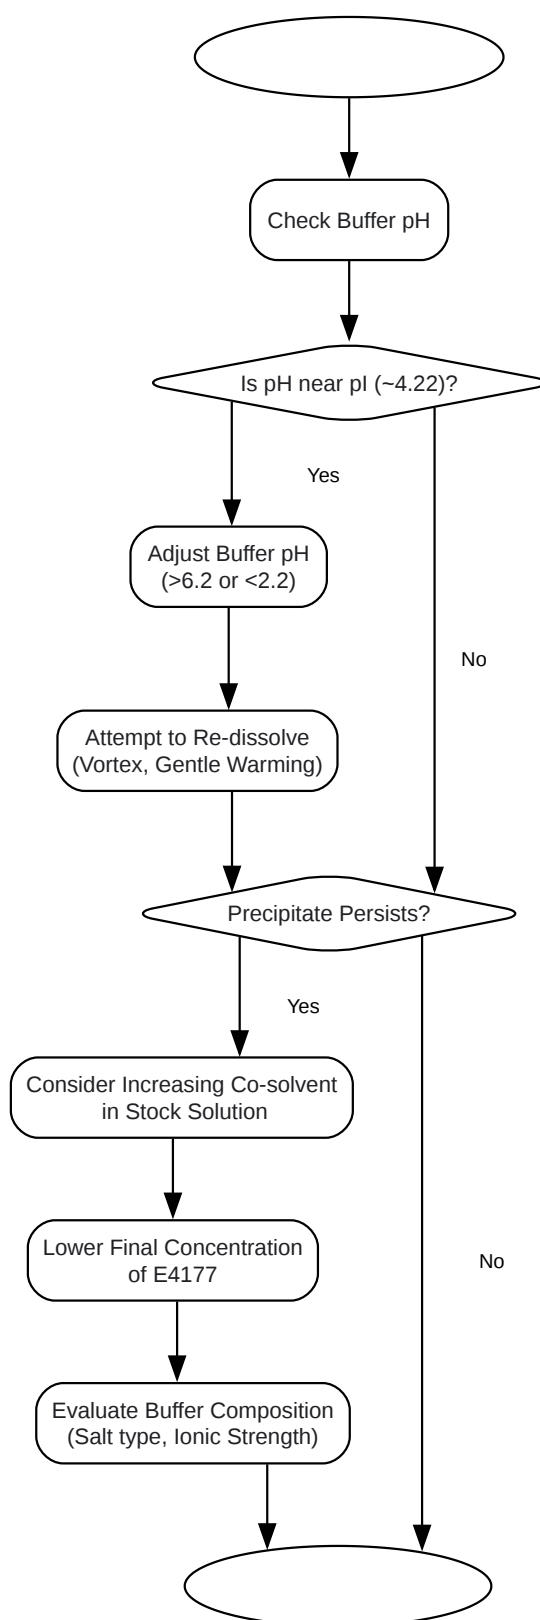 Check Buffer pH
Is pH near pI (~4.22)?
Yes
Adjust Buffer pH
(>6.2 or <2.2)
No
Attempt to Re-dissolve
(Vortex, Gentle Warming)
Precipitate Persists?
Yes
Consider Increasing Co-solvent
in Stock Solution
Lower Final Concentration
of E4177
No
Evaluate Buffer Composition
(Salt type, Ionic Strength)